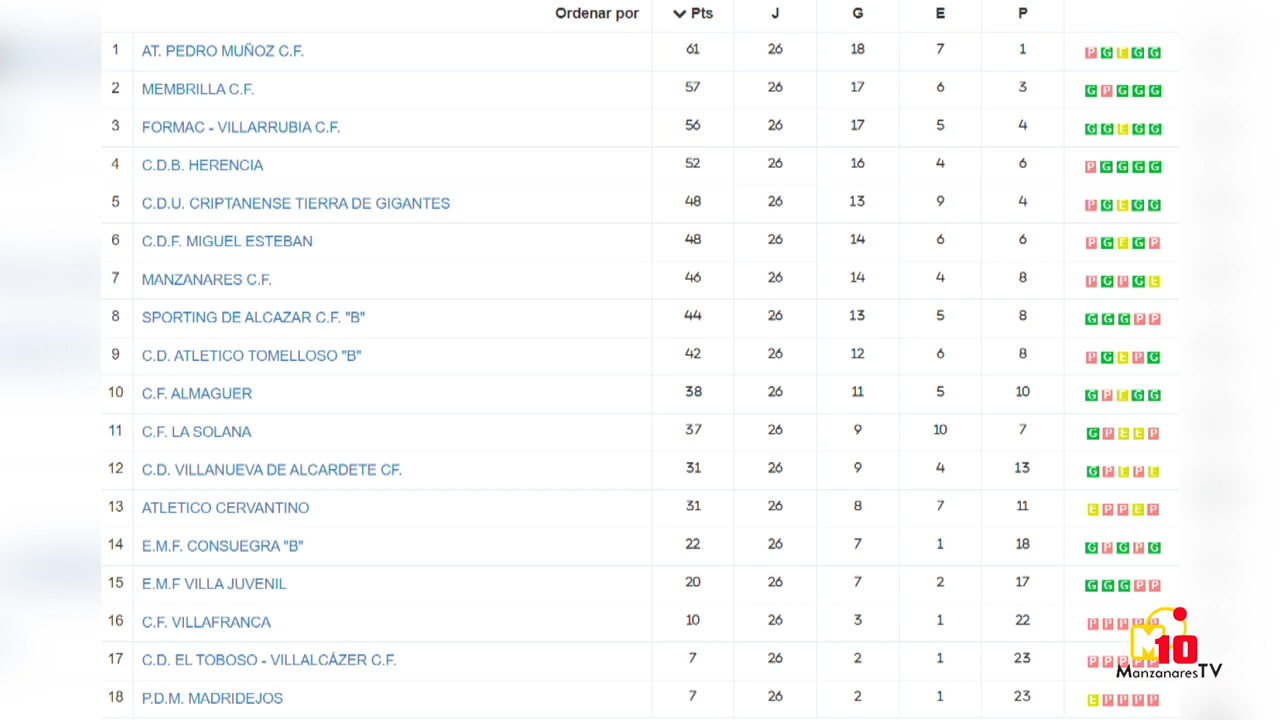 Ordenar por Pts J G E P
1 AT. PEDRO MUÑOZ C.F. 61 26 18 7 1 P G E G G
2 MEMBRILLA C.F. 57 26 17 6 3 G P G G G
3 FORMAC - VILLARRUBIA C.F. 56 26 17 5 4 G G E G G
4 C.D.B. HERENCIA 52 26 16 4 6 P G G G G
5 C.D.U. CRIPTANENSE TIERRA DE GIGANTES 48 26 13 9 4 P G E G G
6 C.D.F. MIGUEL ESTEBAN 48 26 14 6 6 P G E G P
7 MANZANARES C.F. 46 26 14 4 8 P G P G E
8 SPORTING DE ALCAZAR C.F. "B" 44 26 13 5 8 G G G P P
9 C.D. ATLETICO TOMELLOSO "B" 42 26 12 6 8 P G E P G
10 C.F. ALMAGUER 38 26 11 5 10 G P E G G
11 C.F. LA SOLANA 37 26 9 10 7 G P E E P
12 C.D. VILLANUEVA DE ALCARDETE CF. 31 26 9 4 13 G P E P E
13 ATLETICO CERVANTINO 31 26 8 7 11 E P P E P
14 E.M.F. CONSUEGRA "B" 22 26 7 1 18 G P G P G
15 E.M.F VILLA JUVENIL 20 26 7 2 17 G G G P P
16 C.F. VILLAFRANCA 10 26 3 1 22 P P P P P
17 C.D. EL TOBOSO - VILLALCÁZER C.F. 7 26 2 1 23 P P P P P
18 P.D.M. MADRIDEJOS 7 26 2 1 23 E P P P P
M10
ManzanaresTV